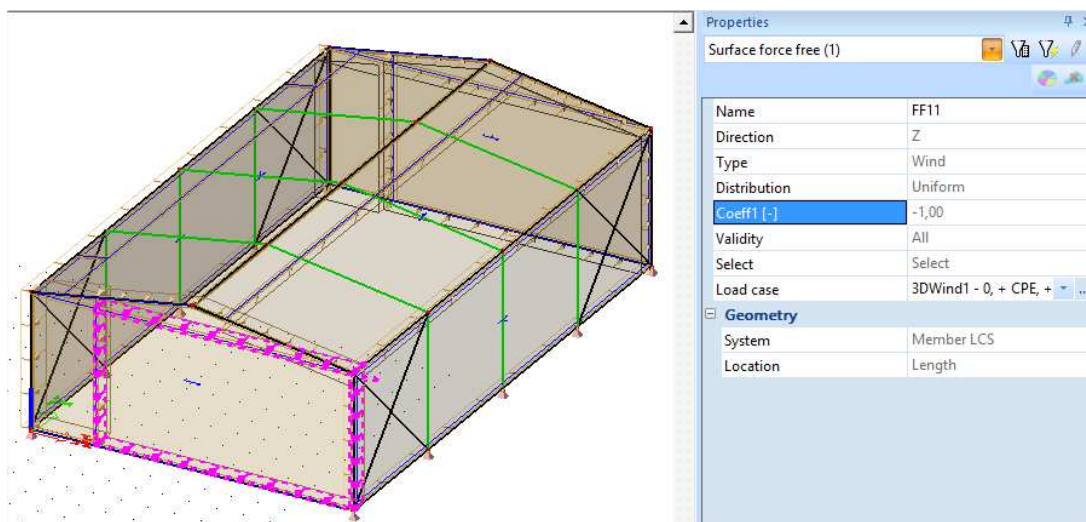 Properties
Surface force free (1)
Name FF11
Direction Z
Type Wind
Distribution Uniform
Coeff1 [-] -1,00
Validity All
Select Select
Load case 3DWind1 - 0, + CPE, + ...
Geometry
System Member LCS
Location Length